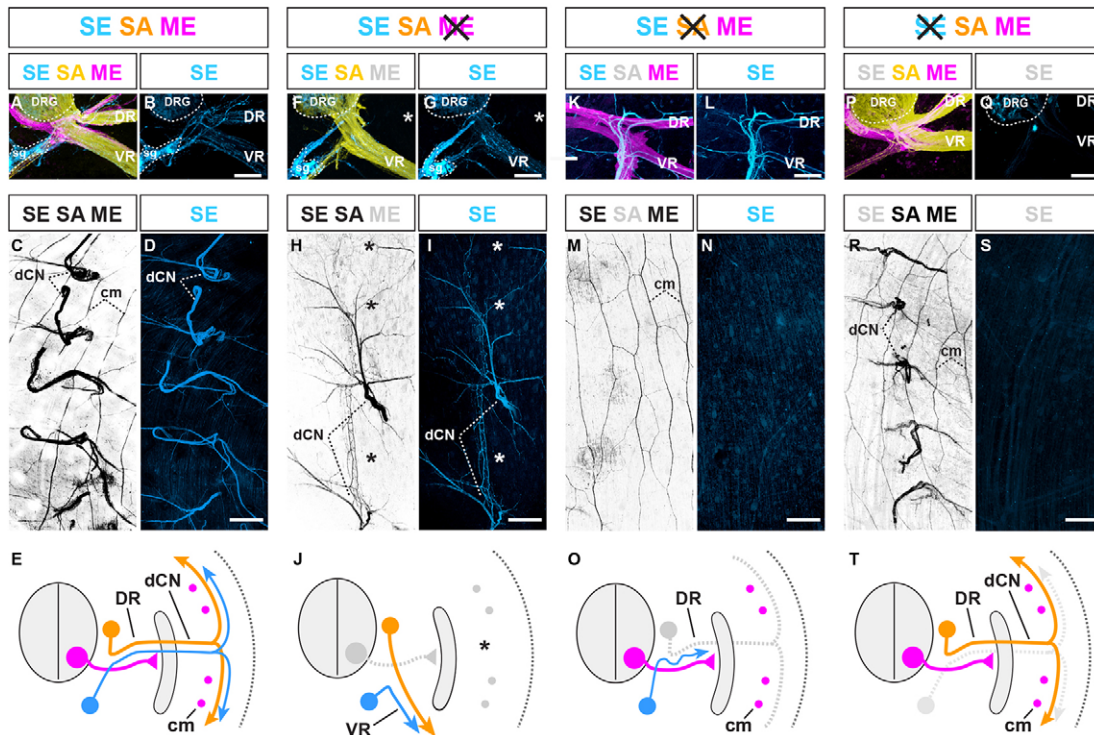 SE SA ME
SE SA ME
SE SA ME
SE SA ME
SE SA ME
SE
SE SA ME
SE
SE SA ME
SE
SE SA ME
SE
A DRG DR VR sg
B DR VR sg
F DRG * VR sg
G * VR sg
K DR VR
L DR VR
P DRG DR VR
Q DRG DR VR
SE SA ME
SE
SE SA ME
SE
SE SA ME
SE
SE SA ME
SE
C dCN cm
D dCN
H * * dCN *
I * * dCN *
M cm
N
R dCN cm
S
E DR dCN cm
J * VR
O DR cm
T DR dCN cm